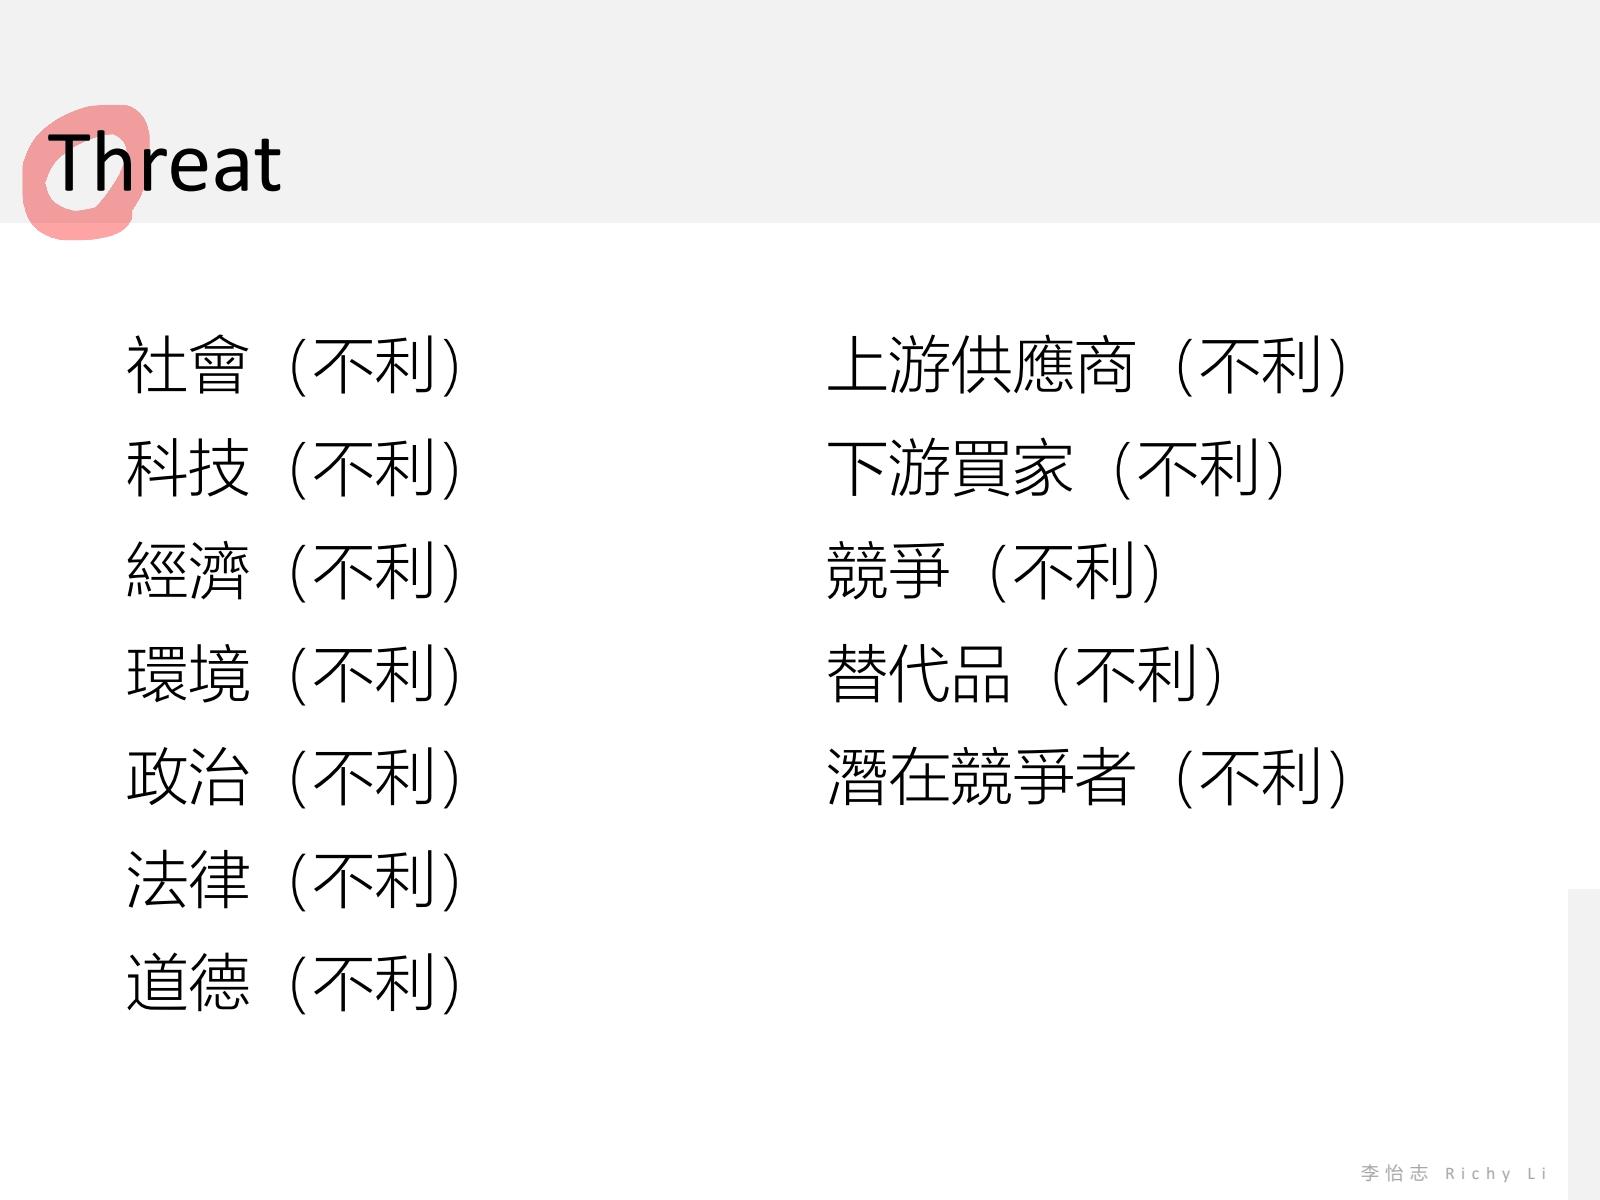 Threat
社會（不利）
科技（不利）
經濟（不利）
環境（不利）
政治（不利）
法律（不利）
道德（不利）
上游供應商（不利）
下游買家（不利）
競爭（不利）
替代品（不利）
潛在競爭者（不利）
李怡志 Richy Li